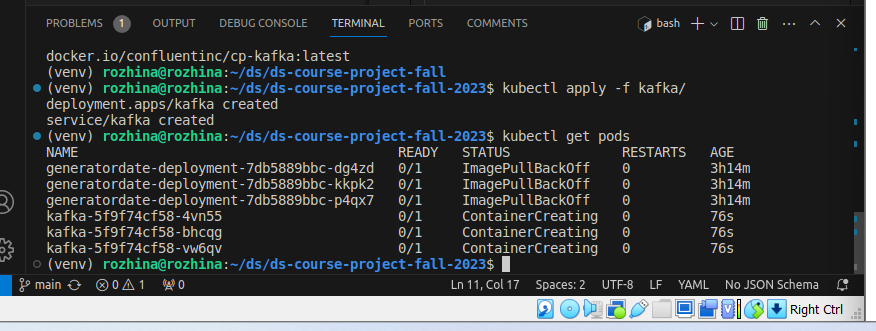 PROBLEMS 1 OUTPUT DEBUG CONSOLE TERMINAL PORTS COMMENTS bash
docker.io/confluentinc/cp-kafka:latest
(venv) rozhina@rozhina:~/ds/ds-course-project-fall
(venv) rozhina@rozhina:~/ds/ds-course-project-fall-2023$ kubectl apply -f kafka/
deployment.apps/kafka created
service/kafka created
(venv) rozhina@rozhina:~/ds/ds-course-project-fall-2023$ kubectl get pods
NAME READY STATUS RESTARTS AGE
generatordate-deployment-7db5889bbc-dg4zd 0/1 ImagePullBackOff 0 3h14m
generatordate-deployment-7db5889bbc-kkpk2 0/1 ImagePullBackOff 0 3h14m
generatordate-deployment-7db5889bbc-p4qx7 0/1 ImagePullBackOff 0 3h14m
kafka-5f9f74cf58-4vn55 0/1 ContainerCreating 0 76s
kafka-5f9f74cf58-bhcqg 0/1 ContainerCreating 0 76s
kafka-5f9f74cf58-vw6qv 0/1 ContainerCreating 0 76s
(venv) rozhina@rozhina:~/ds/ds-course-project-fall-2023$
main 0 1 0 Ln 11, Col 17 Spaces: 2 UTF-8 LF YAML No JSON Schema
Right Ctrl